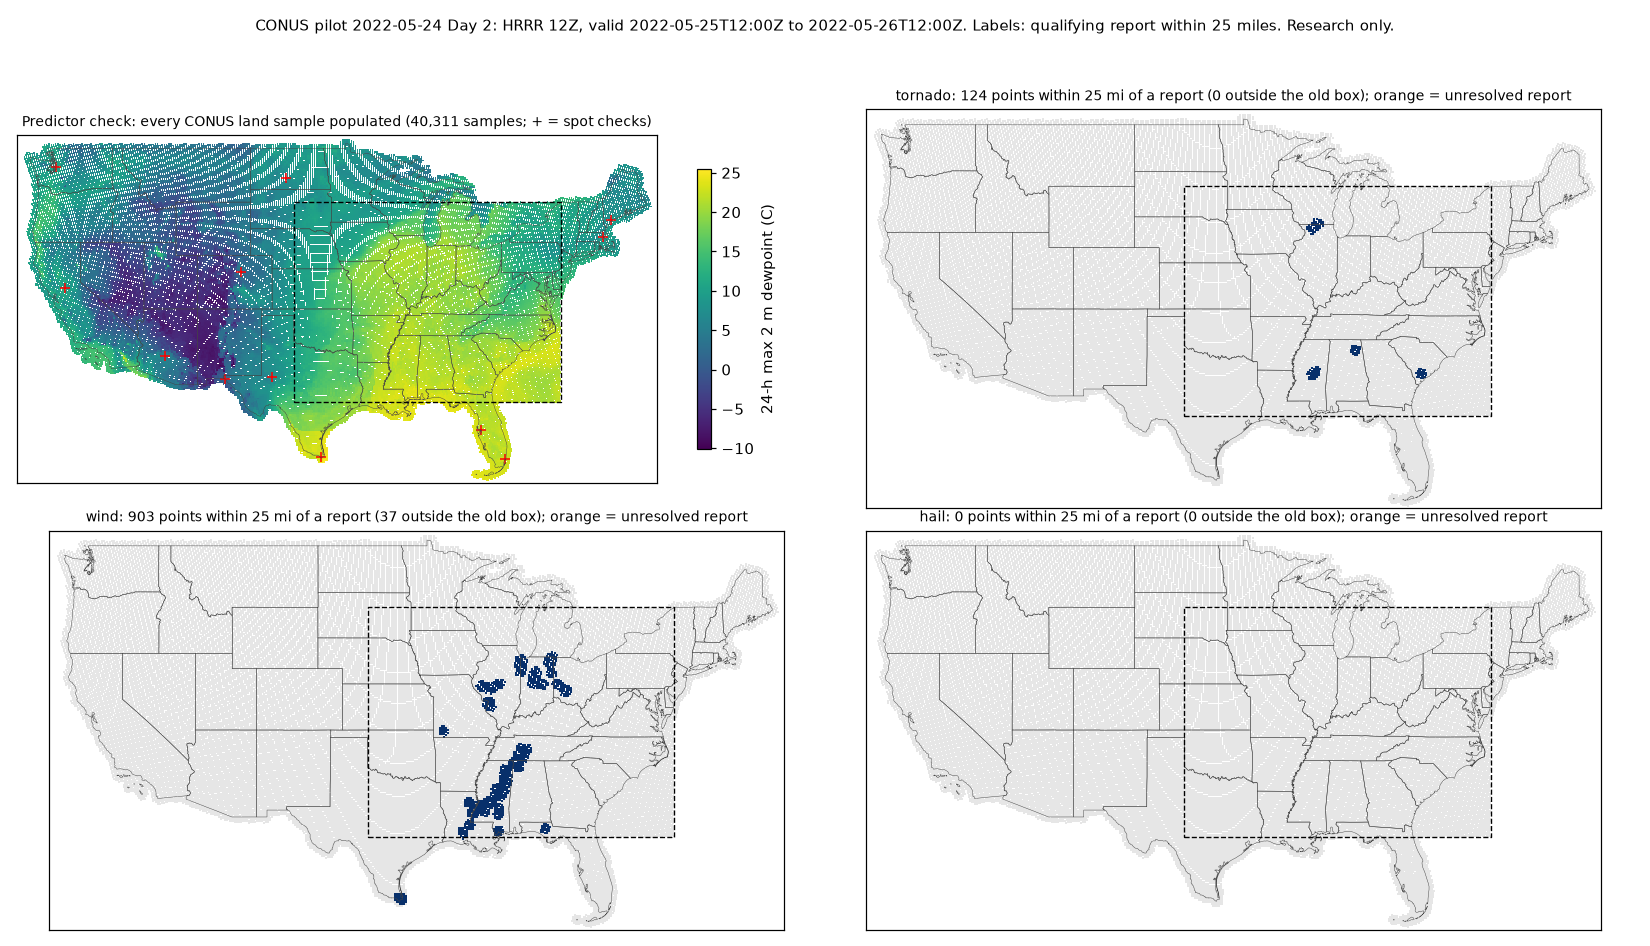 CONUS pilot 2022-05-24 Day 2: HRRR 12Z, valid 2022-05-25T12:00Z to 2022-05-26T12:00Z. Labels: qualifying report within 25 miles. Research only.
Predictor check: every CONUS land sample populated (40,311 samples; + = spot checks)
25
20
15
10
5
0
−5
−10
24-h max 2 m dewpoint (C)
tornado: 124 points within 25 mi of a report (0 outside the old box); orange = unresolved report
wind: 903 points within 25 mi of a report (37 outside the old box); orange = unresolved report
hail: 0 points within 25 mi of a report (0 outside the old box); orange = unresolved report